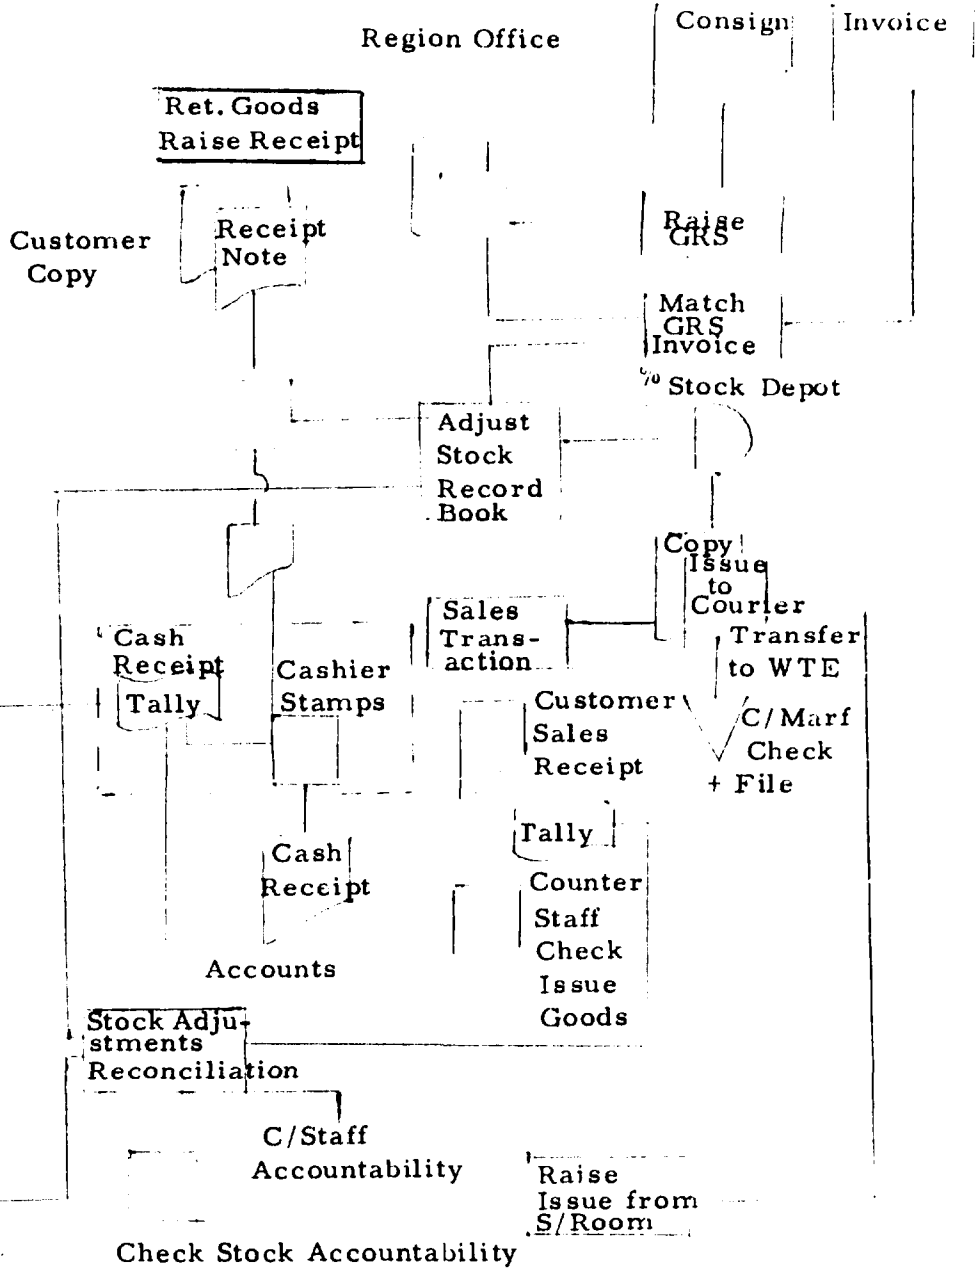 Region Office
Consign
Invoice
Ret. Goods
Raise Receipt
Customer
Copy
Receipt
Note
Raise
GRS
Match
GRS
Invoice
% Stock Depot
Adjust
Stock
Record
Book
Copy
Issue
to
Courier
Transfer
to WTE
C/Marf
Check
+ File
Sales
Trans-
action
Customer
Sales
Receipt
Cash
Receipt
Tally
Cashier
Stamps
Tally
Cash
Receipt
Counter
Staff
Check
Issue
Goods
Accounts
Stock Adju-
stments
Reconciliation
C/Staff
Accountability
Raise
Issue from
S/Room
Check Stock Accountability